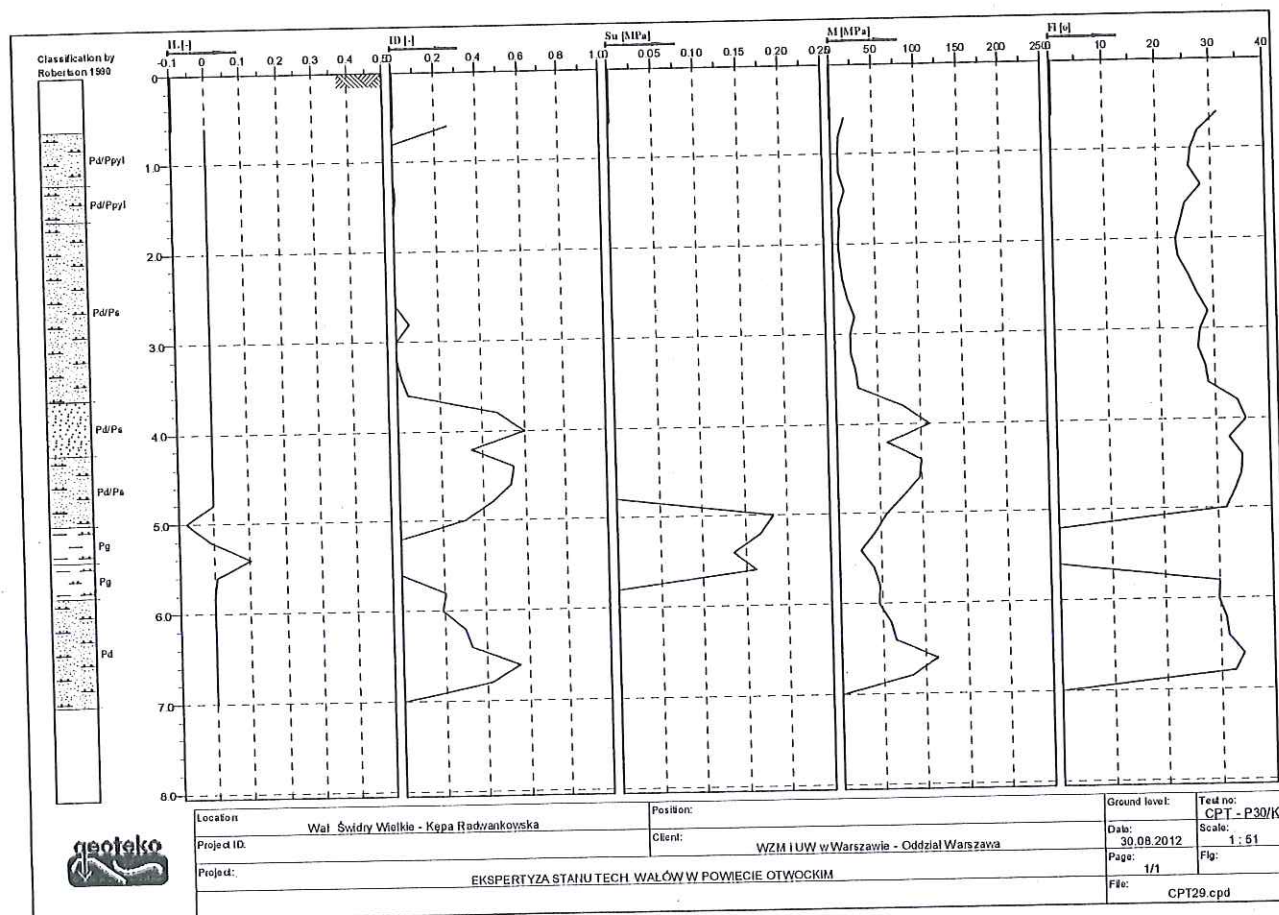 Classification by
Robertson 1990
IL [-]
-0.1 0 0.1 0.2 0.3 0.4 0.5
ID [-]
0.2 0.4 0.6 0.8 1.0
Su [MPa]
0.05 0.10 0.15 0.20 0.25
M [MPa]
50 100 150 200 250
FI [o]
10 20 30 40
0
1.0
2.0
3.0
4.0
5.0
6.0
7.0
8.0
Pd/Ppyl
Pd/Ppyl
Pd/Ps
Pd/Ps
Pd/Ps
Pg
Pg
Pd
geoteko
Location
Wał Świdry Wielkie - Kępa Radwankowska
Position:
Ground level:
Test no:
CPT - P30/K
Project ID:
Client:
WZM i UW w Warszawie - Oddział Warszawa
Date:
30.08.2012
Scale:
1 : 51
Project:
EKSPERTYZA STANU TECH. WAŁÓW W POWIECIE OTWOCKIM
Page:
1/1
Fig:
File:
CPT29.cpd